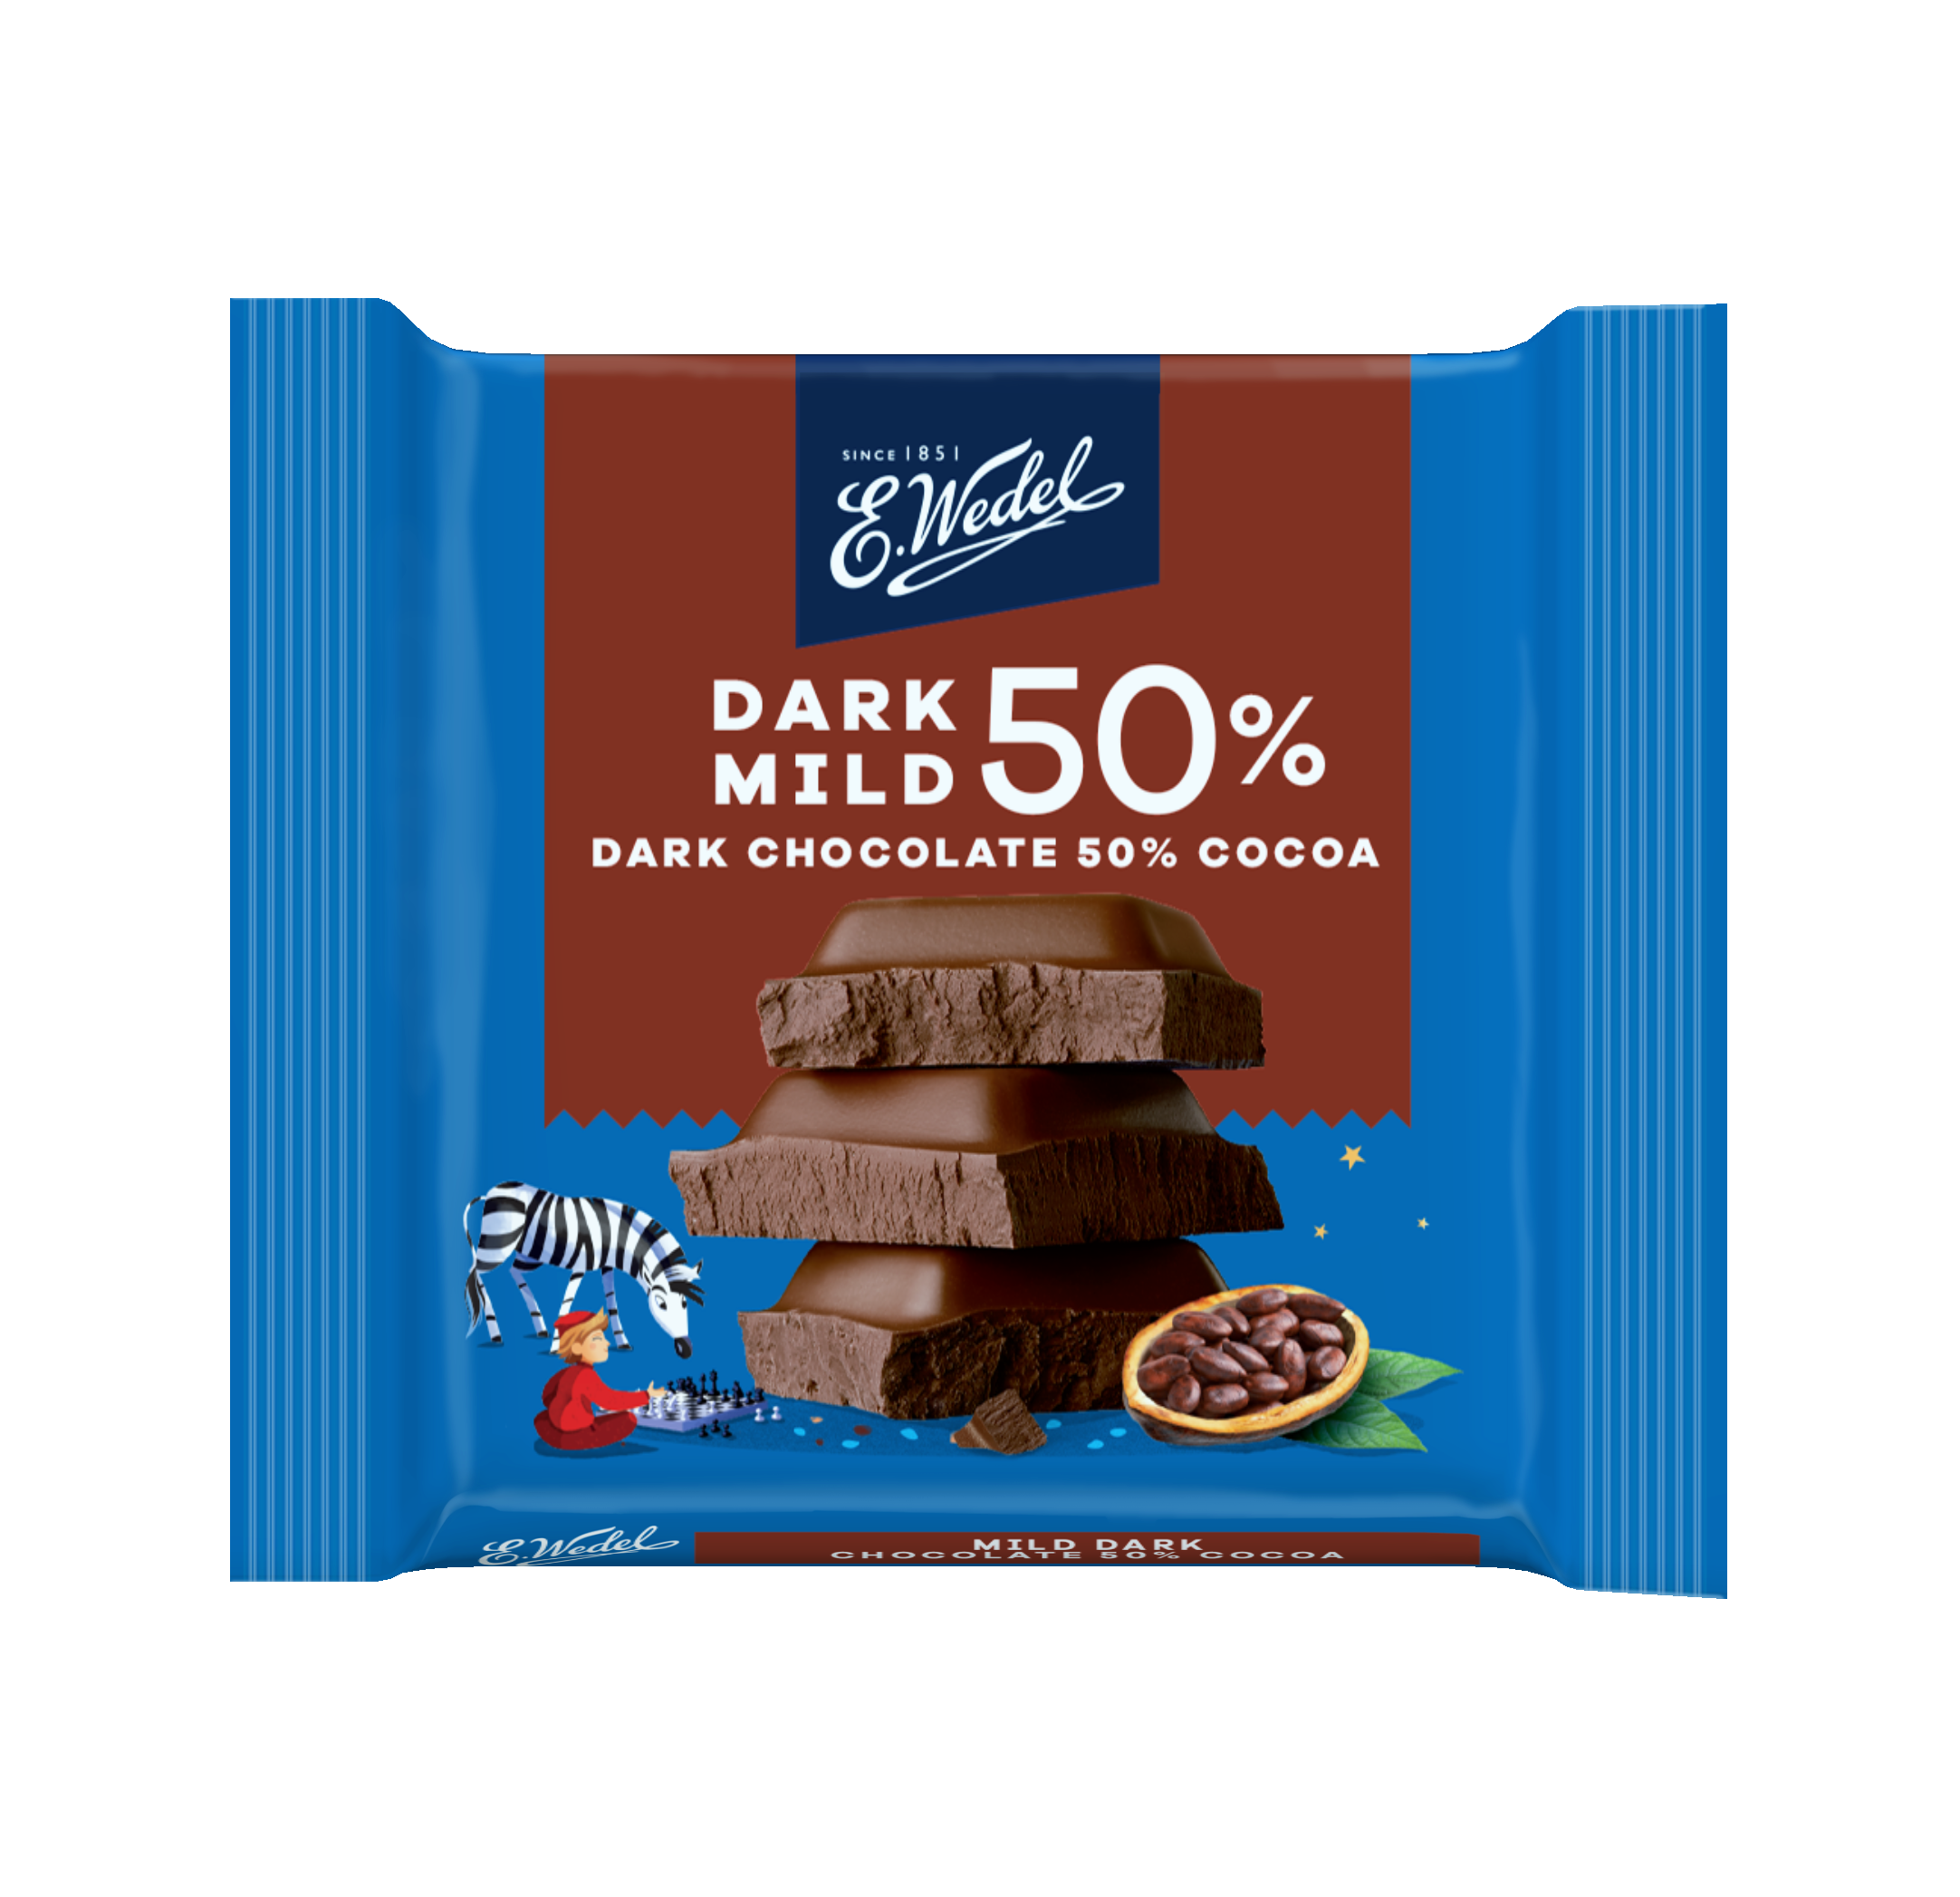 SINCE 1851
E.Wedel
DARK
MILD
50%
DARK CHOCOLATE 50% COCOA
E.Wedel
MILD DARK
CHOCOLATE 50% COCOA